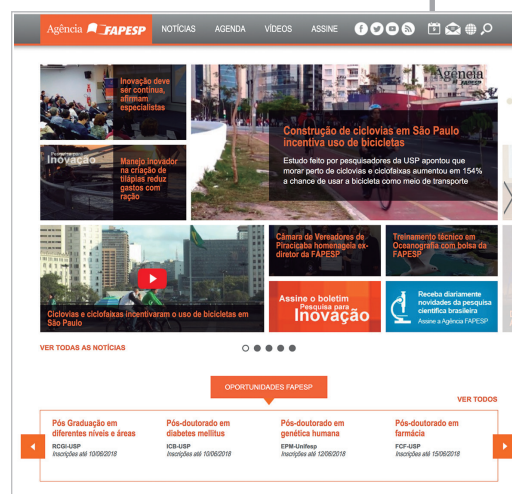 Agência FAPESP
NOTÍCIAS AGENDA VÍDEOS ASSINE
Inovação deve
ser contínua,
afirmam
especialistas
Agência
FAPESP
Construção de ciclovias em São Paulo
incentiva uso de bicicletas
Estudo feito por pesquisadores da USP apontou que
morar perto de ciclovias e ciclofaixas aumentou em 154%
a chance de usar a bicicleta como meio de transporte
Pesquisa para
Inovação
Manejo inovador
na criação de
tilápias reduz
gastos com
ração
Ciclovias e ciclofaixas incentivaram o uso de bicicletas em
São Paulo
Câmara de Vereadores de
Piracicaba homenageia ex-
diretor da FAPESP
Treinamento técnico em
Oceanografia com bolsa da
FAPESP
Assine o boletim
Pesquisa para
Inovação
Receba diariamente
novidades da pesquisa
científica brasileira
Assine a Agência FAPESP
VER TODAS AS NOTÍCIAS
OPORTUNIDADES FAPESP
VER TODOS
Pós Graduação em
diferentes níveis e áreas
RCGI-USP
Inscrições até 10/06/2018
Pós-doutorado em
diabetes mellitus
ICB-USP
Inscrições até 10/06/2018
Pós-doutorado em
genética humana
EPM-Unifesp
Inscrições até 12/06/2018
Pós-doutorado em
farmácia
FCF-USP
Inscrições até 15/06/2018